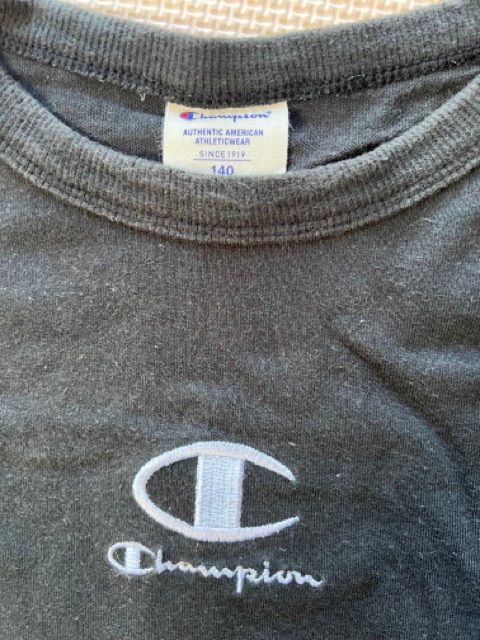 Champion
AUTHENTIC AMERICAN
ATHLETICWEAR
SINCE 1919
140
Champion